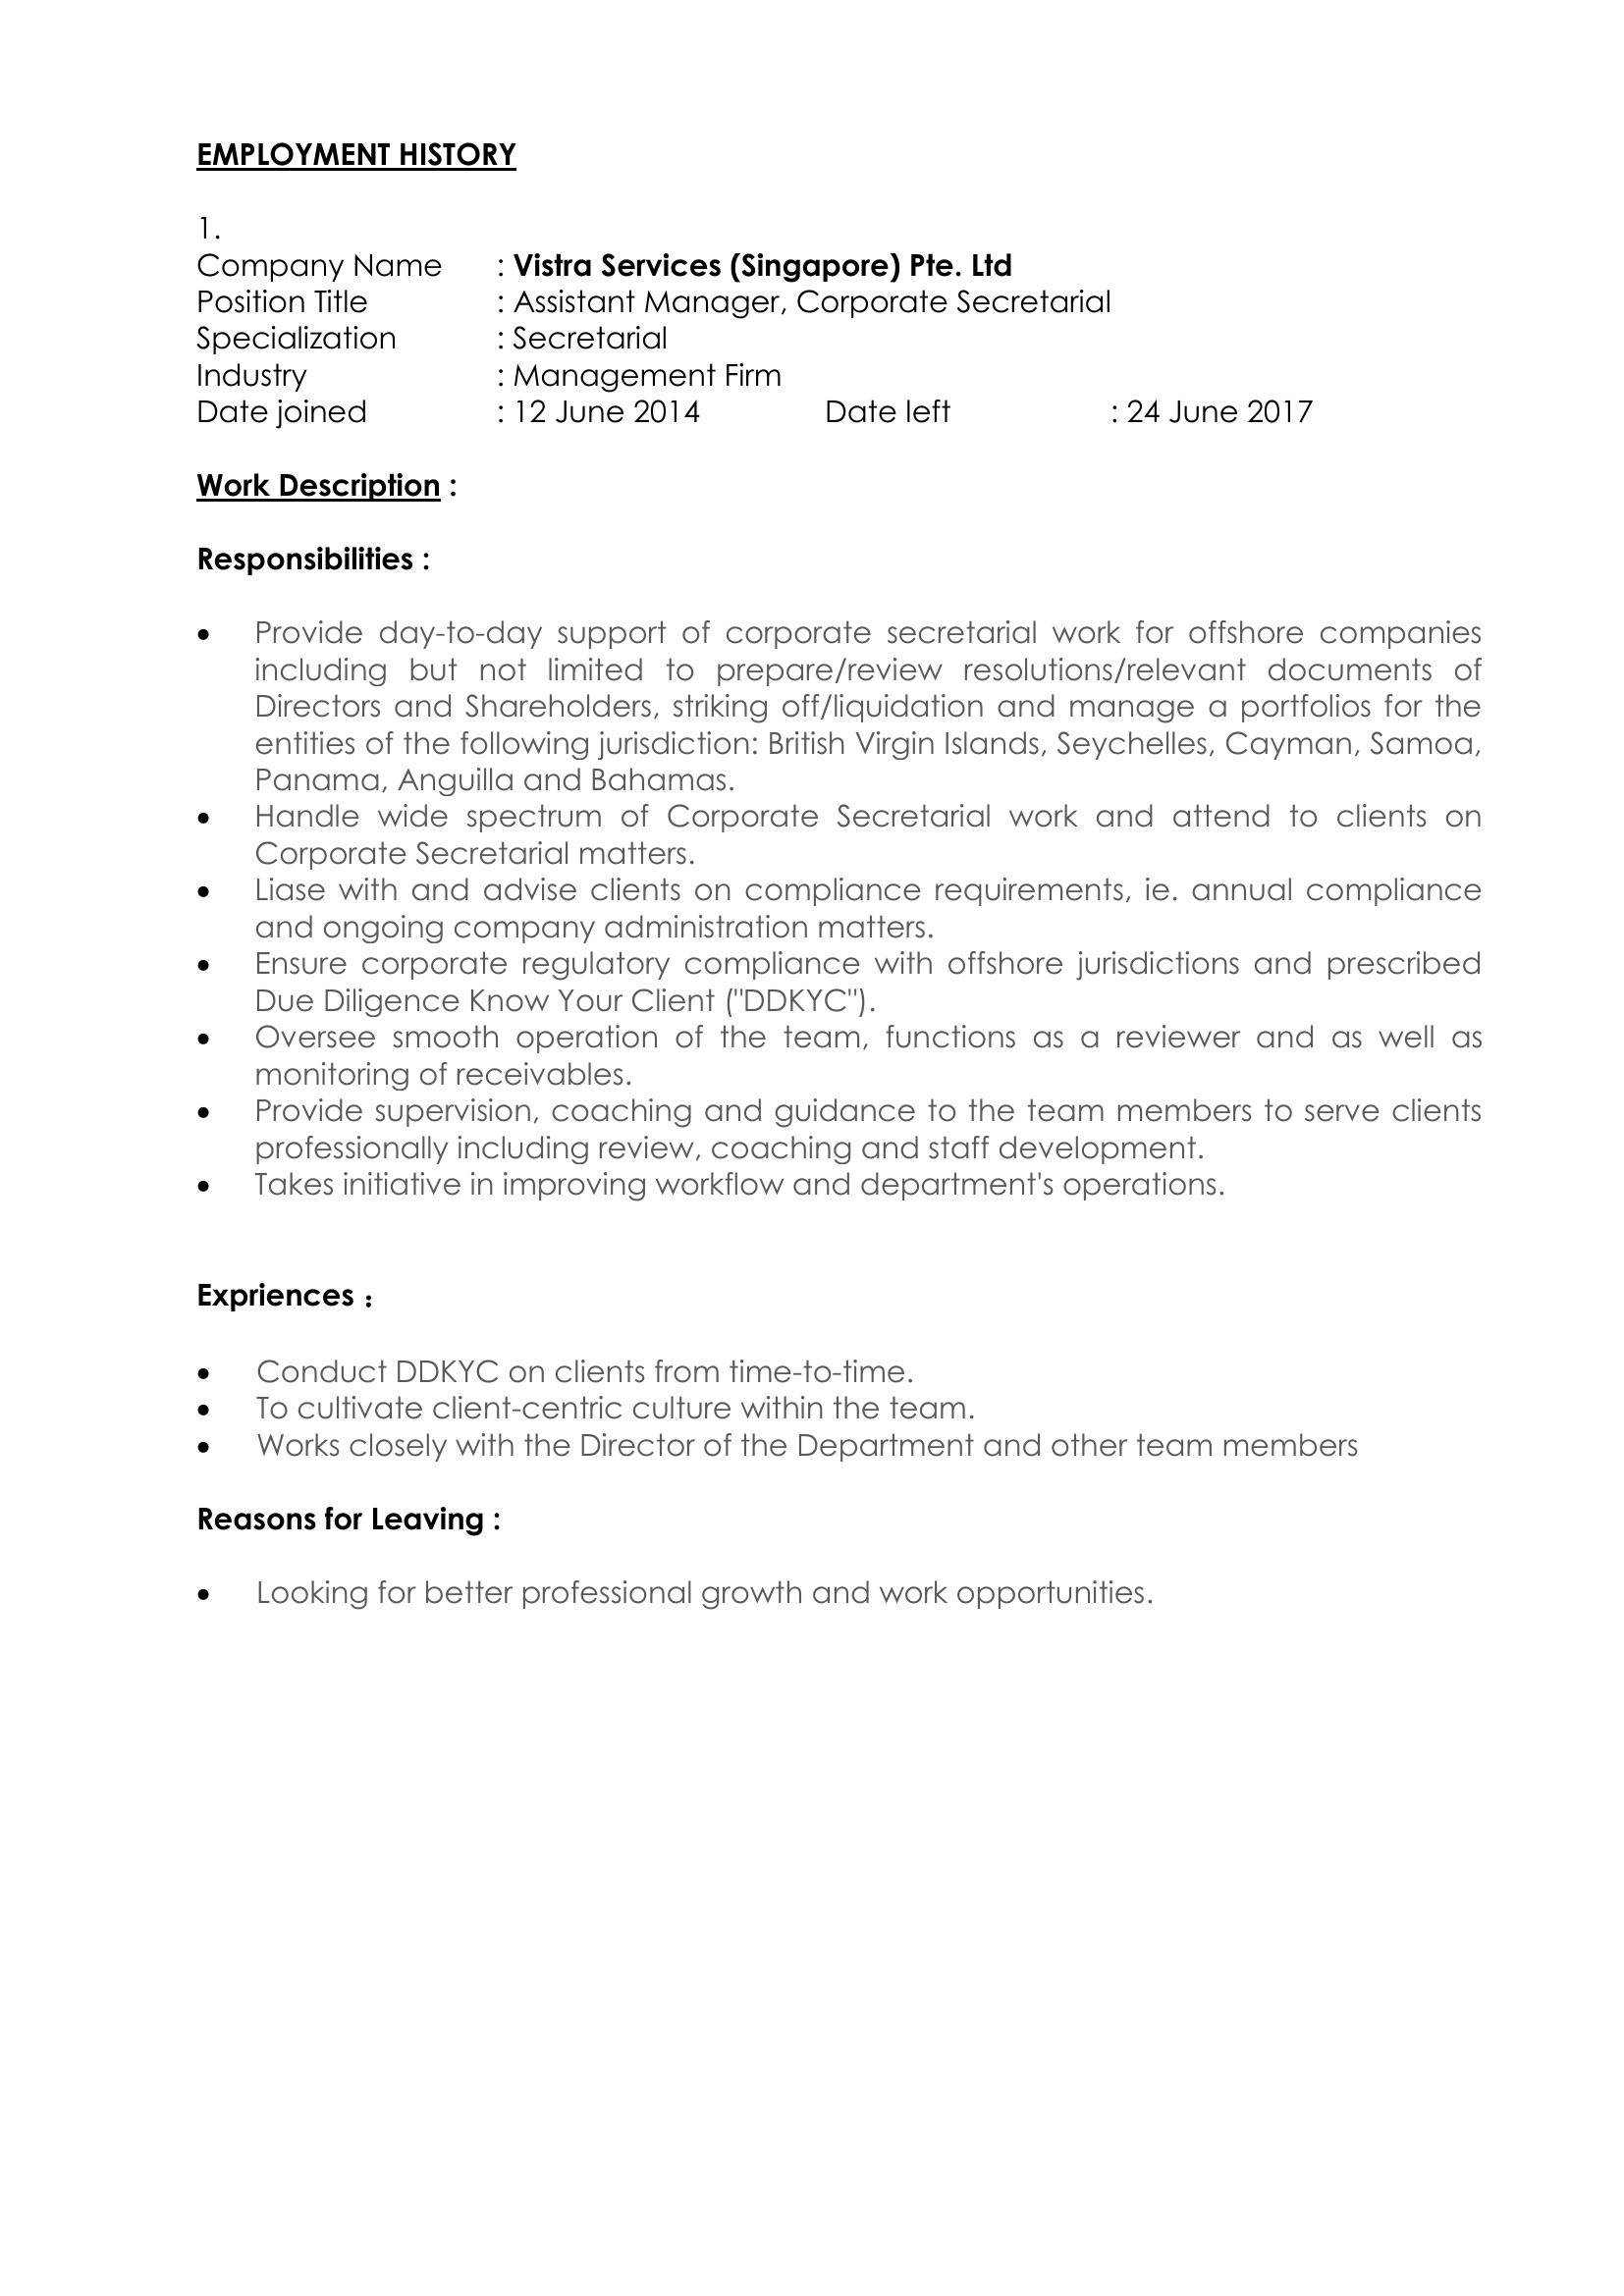 EMPLOYMENT HISTORY
1.
Company Name : Vistra Services (Singapore) Pte. Ltd
Position Title : Assistant Manager, Corporate Secretarial
Specialization : Secretarial
Industry : Management Firm
Date joined : 12 June 2014 Date left : 24 June 2017
Work Description :
Responsibilities :
• Provide day-to-day support of corporate secretarial work for offshore companies
including but not limited to prepare/review resolutions/relevant documents of
Directors and Shareholders, striking off/liquidation and manage a portfolios for the
entities of the following jurisdiction: British Virgin Islands, Seychelles, Cayman, Samoa,
Panama, Anguilla and Bahamas.
• Handle wide spectrum of Corporate Secretarial work and attend to clients on
Corporate Secretarial matters.
• Liase with and advise clients on compliance requirements, ie. annual compliance
and ongoing company administration matters.
• Ensure corporate regulatory compliance with offshore jurisdictions and prescribed
Due Diligence Know Your Client ("DDKYC").
• Oversee smooth operation of the team, functions as a reviewer and as well as
monitoring of receivables.
• Provide supervision, coaching and guidance to the team members to serve clients
professionally including review, coaching and staff development.
• Takes initiative in improving workflow and department's operations.
Expriences：
• Conduct DDKYC on clients from time-to-time.
• To cultivate client-centric culture within the team.
• Works closely with the Director of the Department and other team members
Reasons for Leaving :
• Looking for better professional growth and work opportunities.